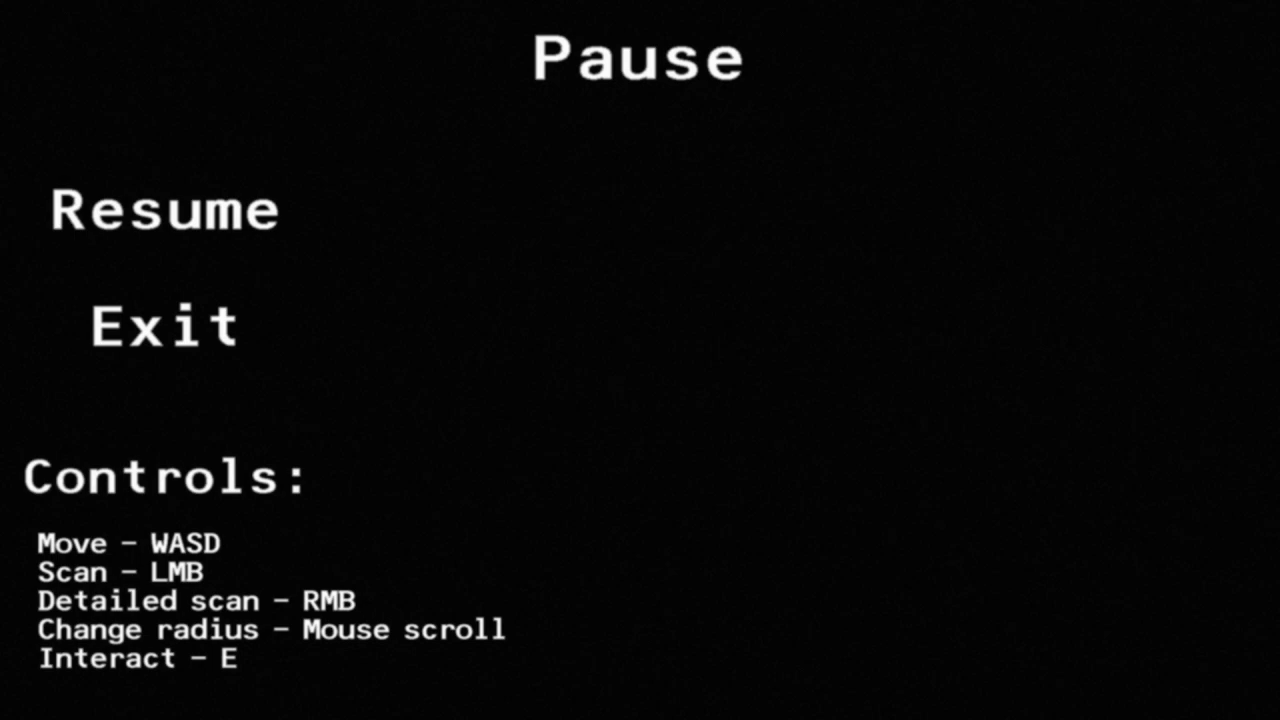 Pause
Resume
Exit
Controls:
Move - WASD
Scan - LMB
Detailed scan - RMB
Change radius - Mouse scroll
Interact - E